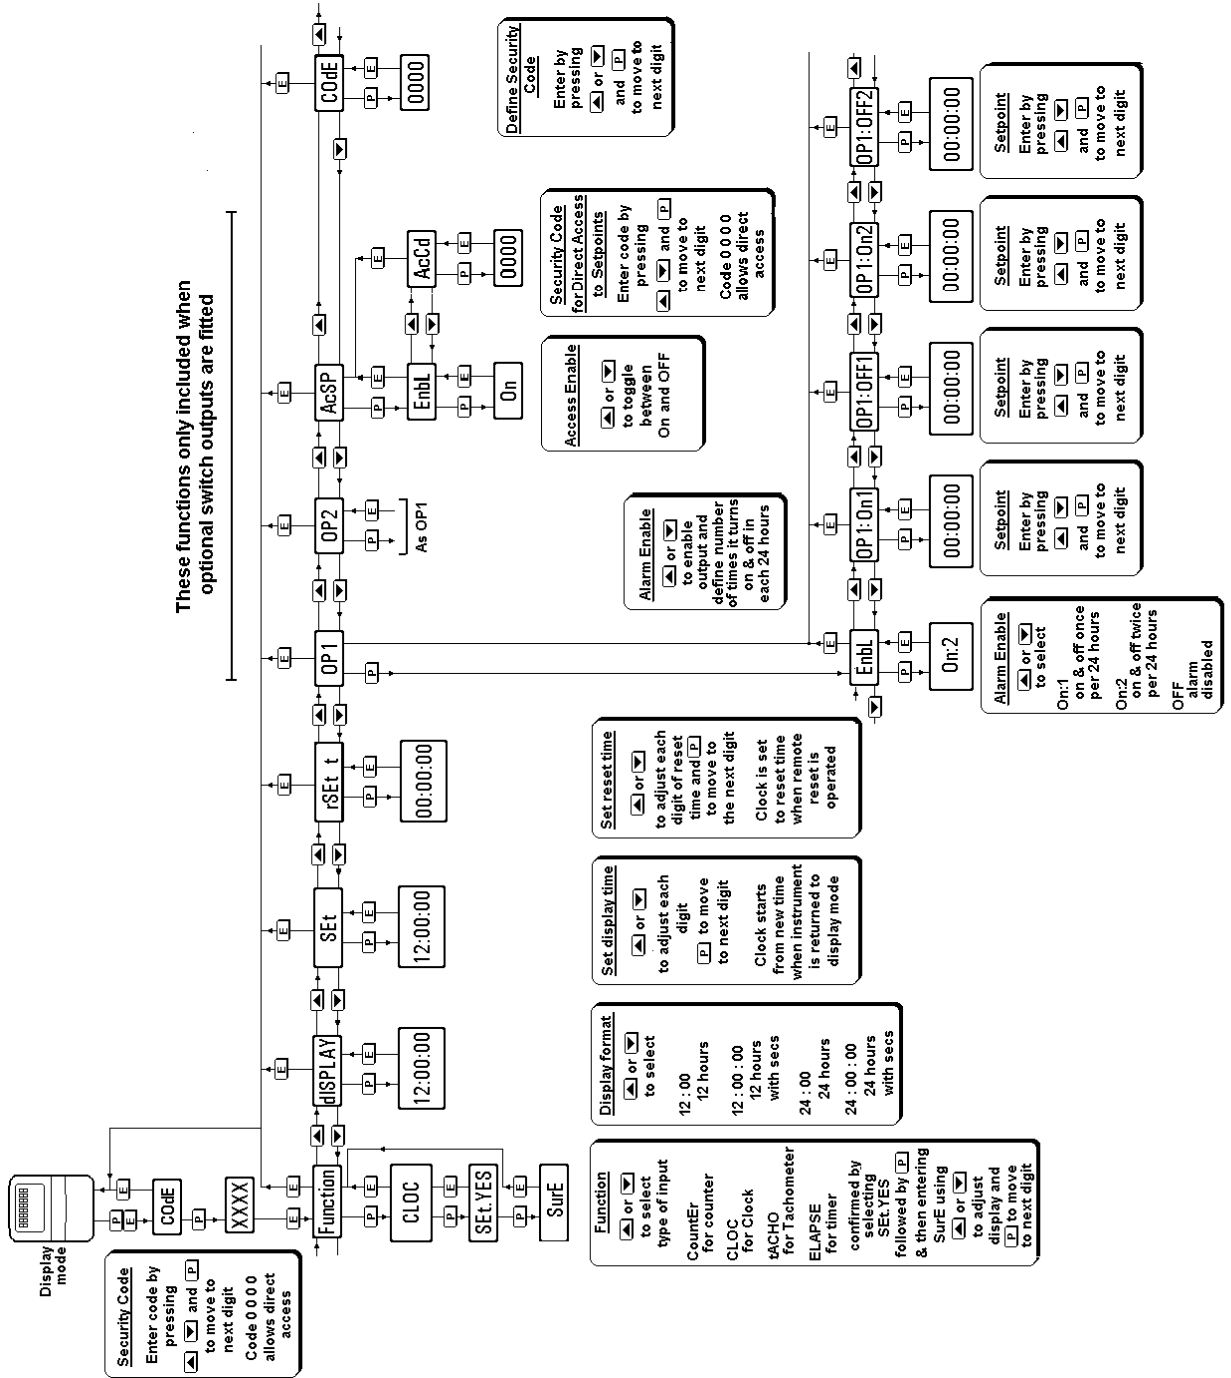 Display
mode
P
E
E
COdE
P
XXXX
E
Security Code
Enter code by
pressing
▲ ▼ and P
to move to
next digit
Code 0 0 0 0
allows direct
access
Function
E
P
E
CLOC
P
E
SEt.YES
P
E
SurE
Function
▲ or ▼
to select
type of input
CountEr
for counter
CLOC
for Clock
tACHO
for Tachometer
ELAPSE
for timer
confirmed by
selecting
SEt.YES
followed by P
& then entering
SurE using
▲ or ▼
to adjust
display and
P to move
to next digit
▲
▼
E
dISPLAY
P
E
12:00:00
Display format
▲ or ▼
to select
12 : 00
12 hours
12 : 00 : 00
12 hours
with secs
24 : 00
24 hours
24 : 00 : 00
24 hours
with secs
▲
▼
E
SEt
P
E
12:00:00
Set display time
▲ or ▼
to adjust each
digit
P to move
to next digit
Clock starts
from new time
when instrument
is returned to
display mode
▲
▼
E
rSEt t
P
E
00:00:00
Set reset time
▲ or ▼
to adjust each
digit of reset
time and P
to move to
the next digit
Clock is set
to reset time
when remote
reset is
operated
▲
▼
These functions only included when
optional switch outputs are fitted
E
OP1
P
▲
▼
E
OP2
P
E
As OP1
▲
▼
E
AcSP
P
E
EnbL
P
E
On
▲
▼
E
AcCd
P
E
0000
▲
▼
E
COdE
▲
P
E
0000
Alarm Enable
▲ or ▼
to enable
output and
define number
of times it turns
on & off in
each 24 hours
Access Enable
▲ or ▼
to toggle
between
On and OFF
Security Code
for Direct Access
to Setpoints
Enter code by
pressing
▲ ▼ and P
to move to
next digit
Code 0 0 0 0
allows direct
access
Define Security
Code
Enter by
pressing
▲ or ▼
and P
to move to
next digit
E
EnbL
▼
P
E
On:2
Alarm Enable
▲ or ▼
to select
On:1
on & off once
per 24 hours
On:2
on & off twice
per 24 hours
OFF
alarm
disabled
▲
▼
E
OP1:On1
P
E
00:00:00
Setpoint
Enter by
pressing
▲ ▼
and P
to move to
next digit
▲
▼
E
OP1:OFF1
P
E
00:00:00
Setpoint
Enter by
pressing
▲ ▼
and P
to move to
next digit
▲
▼
E
OP1:On2
P
E
00:00:00
Setpoint
Enter by
pressing
▲ ▼
and P
to move to
next digit
▲
▼
E
OP1:OFF2
▲
P
E
00:00:00
Setpoint
Enter by
pressing
▲ ▼
and P
to move to
next digit